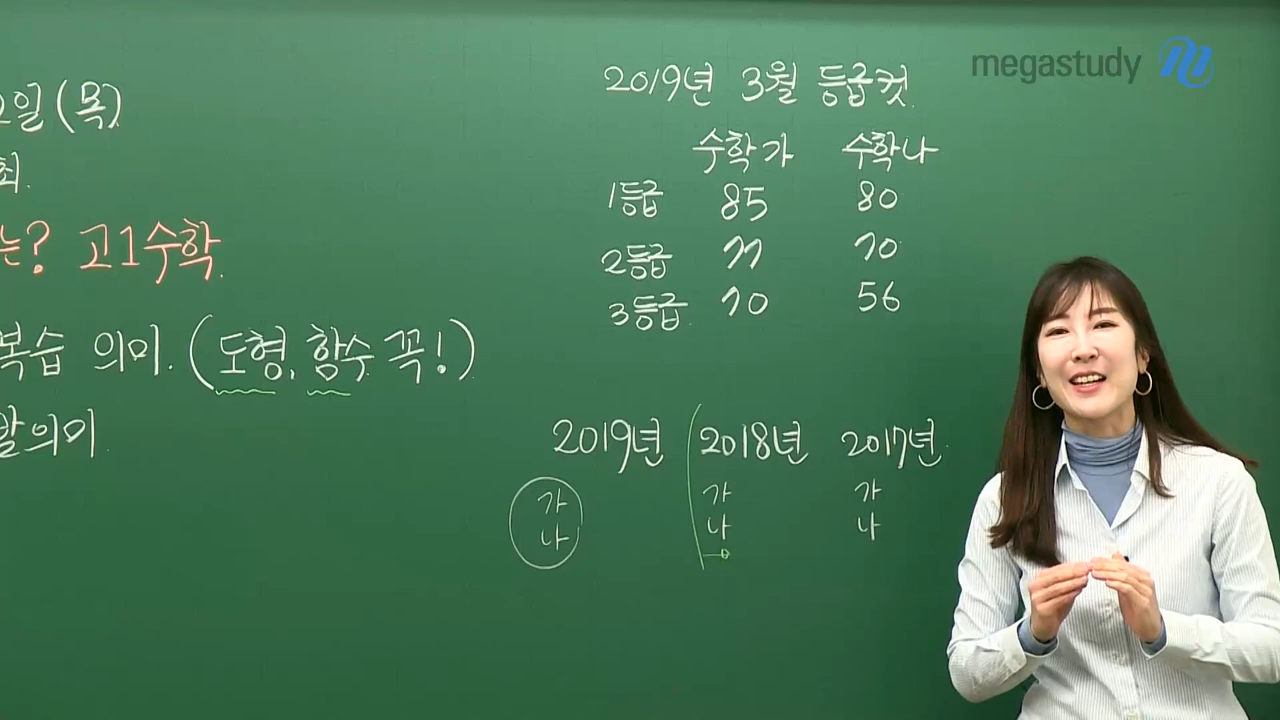 2일(목)
회.
는? 고1수학.
복습 의미. (도형, 함수 꼭!)
발의미
megastudy
2019년 3월 등급컷.
수학가 수학나
1등급 85 80
2등급 77 70
3등급 70 56
2019년 2018년 2017년
가 가 가
나 나 나